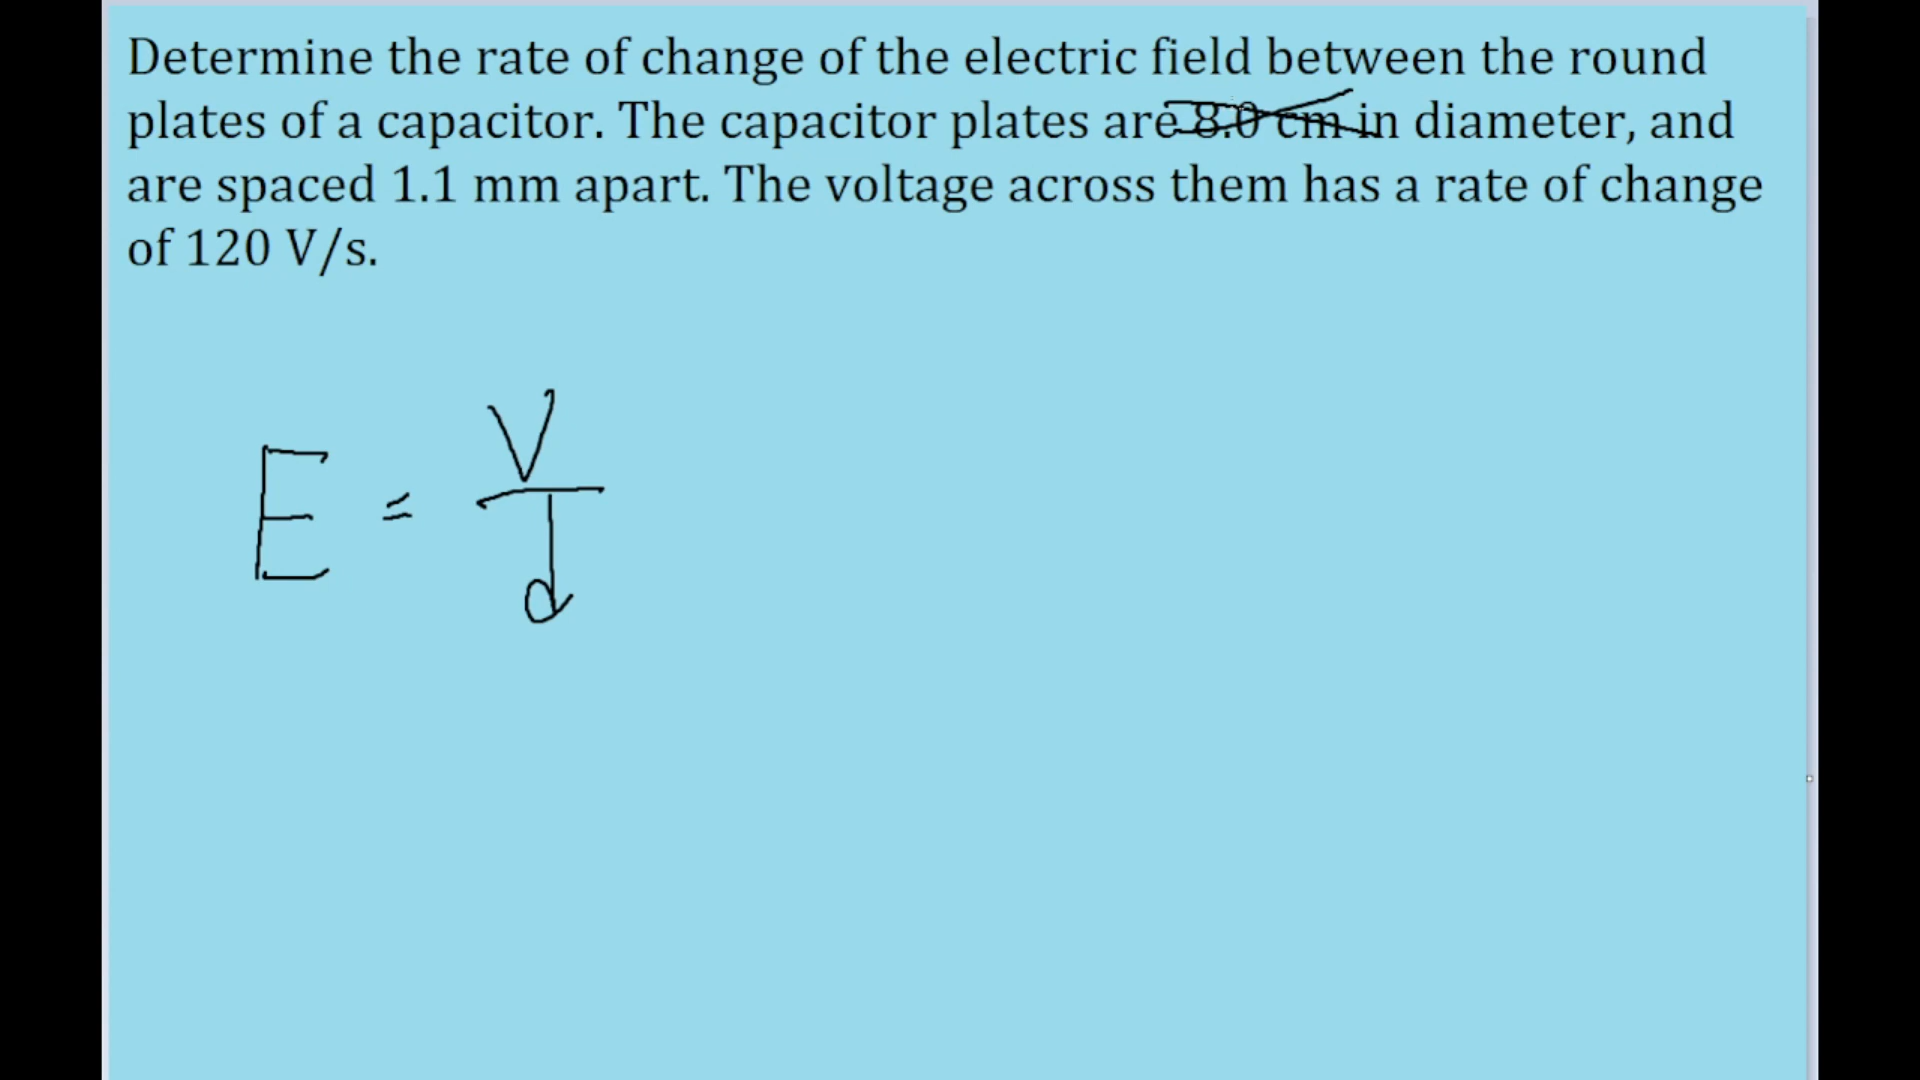 Determine the rate of change of the electric field between the round
plates of a capacitor. The capacitor plates are 8.0 cm in diameter, and
are spaced 1.1 mm apart. The voltage across them has a rate of change
of 120 V/s.
E = V/d